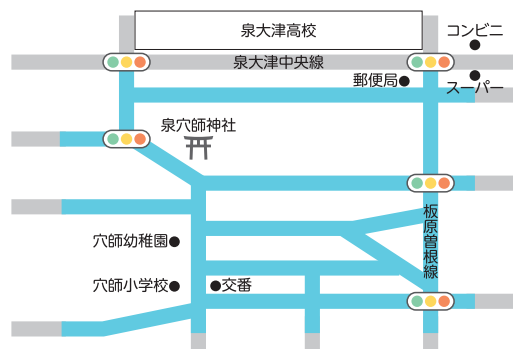 泉大津高校
コンビニ
泉大津中央線
郵便局
スーパー
泉穴師神社
板原曽根線
穴師幼稚園
穴師小学校
交番